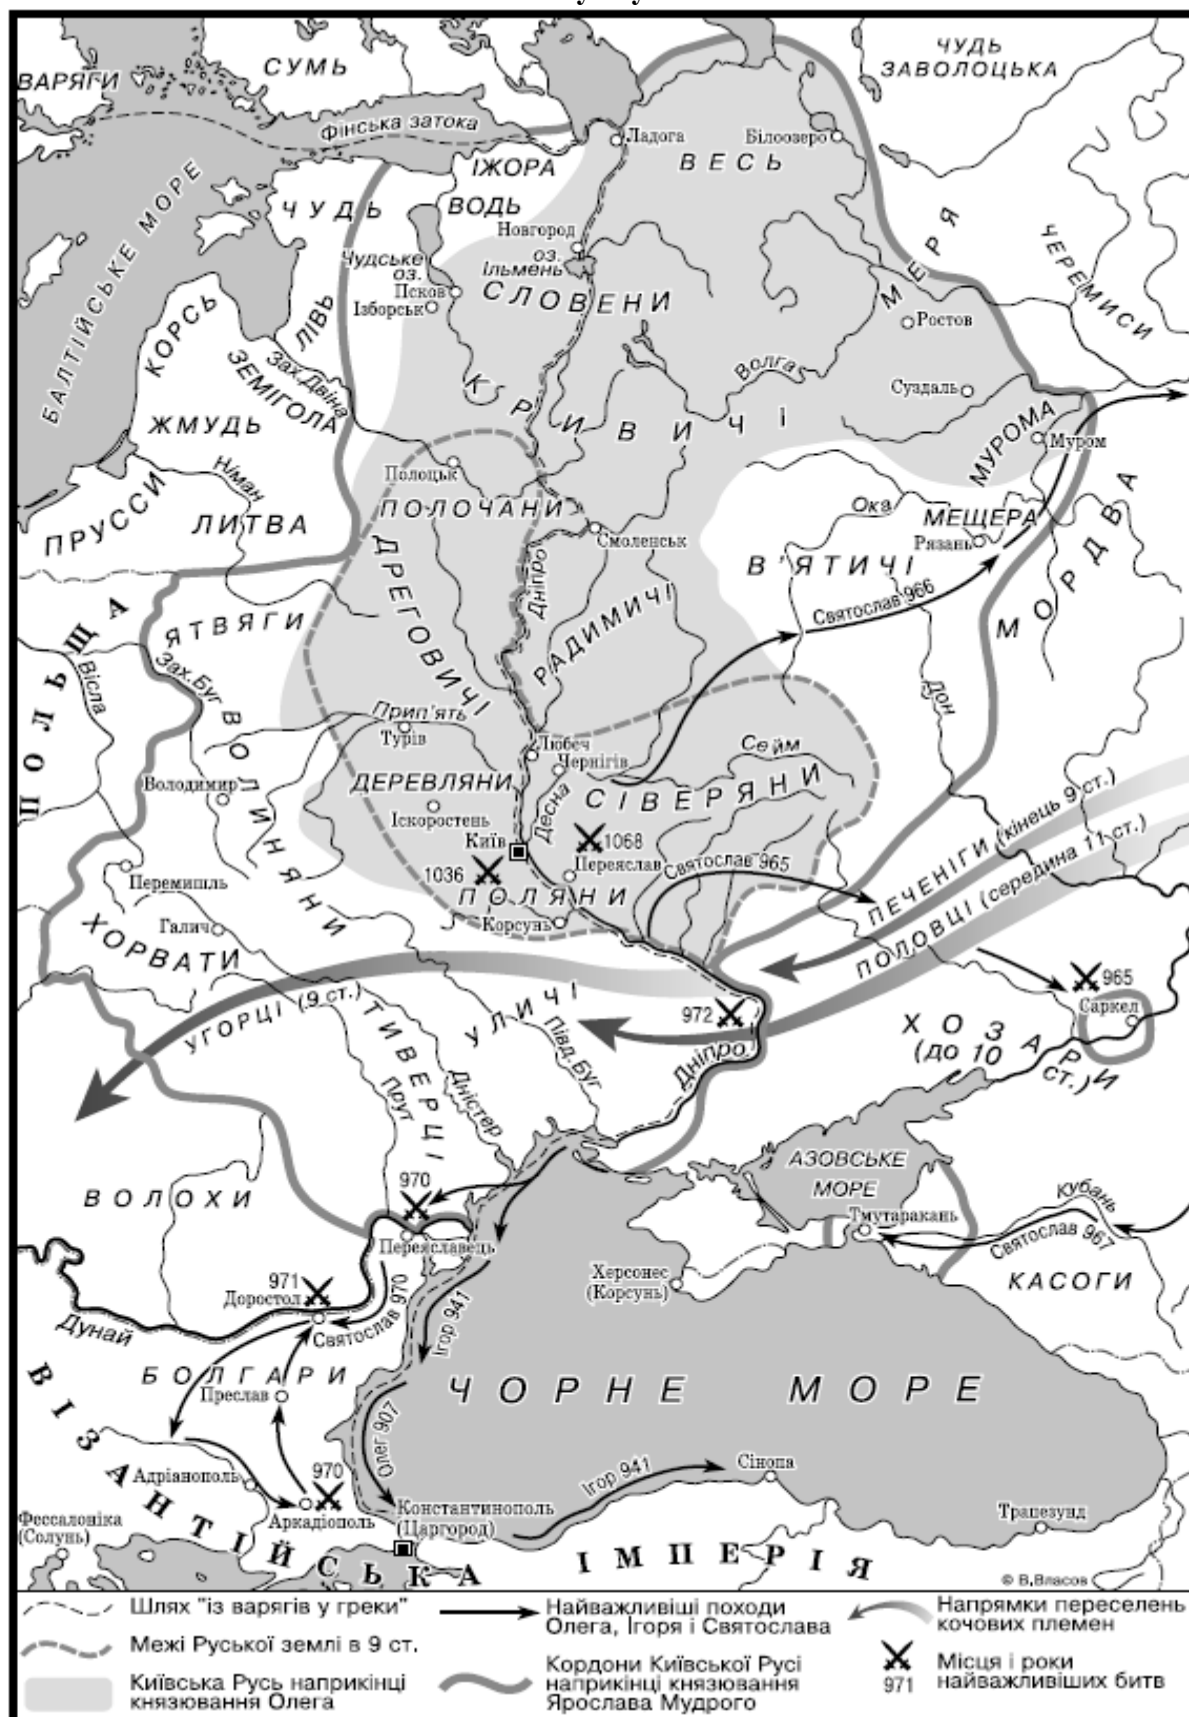 ВАРЯГИ
СУМЬ
ЧУДЬ
ЗАВОЛОЦЬКА
Фінська затока
Ладога
Білоозеро
ВЕСЬ
ІЖОРА
ВОДЬ
ЧУДЬ
БАЛТІЙСЬКЕ МОРЕ
Новгород
оз.
Ільмень
Чудське
оз.
Псков
Ізборськ
СЛОВЕНИ
МЕРЯ
ЧЕРЕМИСИ
Ростов
КОРСЬ
ЛІВЬ
Зах.Двіна
ЗЕМІГОЛА
Волга
Суздаль
КРИВИЧІ
ЖМУДЬ
МУРОМА
Муром
Полоцьк
Німан
ПРУССИ
ЛИТВА
ПОЛОЧАНИ
Смоленськ
Ока
МЕЩЕРА
Рязань
МОРДВА
В'ЯТИЧІ
Святослав 966
ДРЕГОВИЧІ
Дніпро
РАДИМИЧІ
ЯТВЯГИ
ПОЛЬЩА
Вісла
Зах.Буг
Дон
ВОЛИНЯНИ
Прип'ять
Турів
Любеч
Чернігів
Сейм
Володимир
ДЕРЕВЛЯНИ
Іскоростень
Десна
СІВЕРЯНИ
Київ
1068
1036
Переяслав
Святослав 965
ПЕЧЕНІГИ (кінець 9 ст.)
ПОЛОВЦІ (середина 11 ст.)
Перемишль
ПОЛЯНИ
Корсунь
Галич
ХОРВАТИ
УГОРЦІ (9 ст.)
ТИВЕРЦІ
УЛИЧІ
Півд.Буг
972
Дніпро
965
Саркел
ХОЗАРИ
(до 10 ст.)
Прут
Дністер
АЗОВСЬКЕ
МОРЕ
ВОЛОХИ
970
Переяславець
Тмутаракань
Кубань
Святослав 967
КАСОГИ
Херсонес
(Корсунь)
971
Доростол
Святослав 970
Дунай
Ігор 941
БОЛГАРИ
Преслав
ЧОРНЕ МОРЕ
Олег 907
Адріанополь
970
Аркадіополь
Ігор 941
Сінопа
Константинополь
(Царгород)
Трапезунд
Фессалоніка
(Солунь)
ВІЗАНТІЙСЬКА ІМПЕРІЯ
© В.Власов
Шлях "із варягів у греки"
Межі Руської землі в 9 ст.
Київська Русь наприкінці
князювання Олега
Найважливіші походи
Олега, Ігоря і Святослава
Кордони Київської Русі
наприкінці князювання
Ярослава Мудрого
Напрямки переселень
кочових племен
971
Місця і роки
найважливіших битв